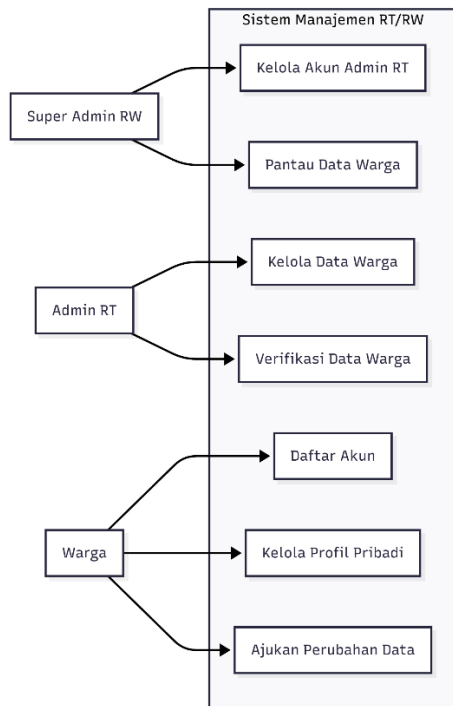 Sistem Manajemen RT/RW
Super Admin RW
Kelola Akun Admin RT
Pantau Data Warga
Admin RT
Kelola Data Warga
Verifikasi Data Warga
Warga
Daftar Akun
Kelola Profil Pribadi
Ajukan Perubahan Data